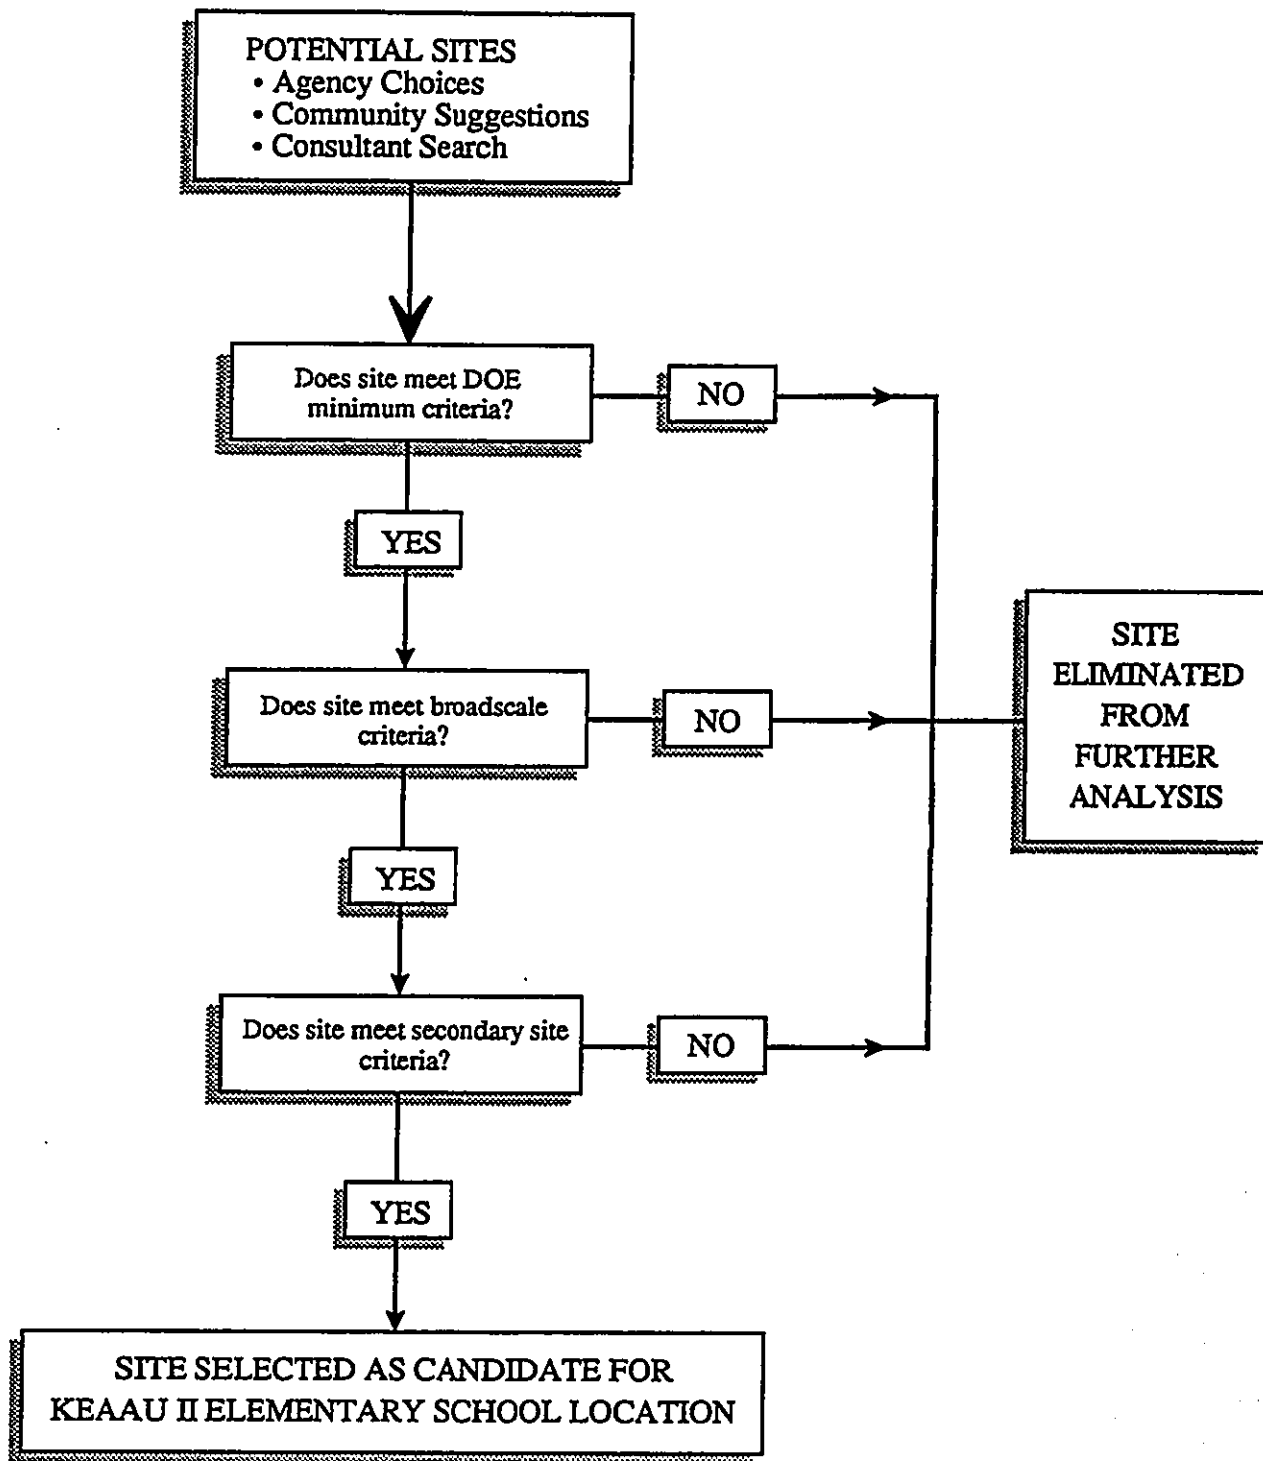 POTENTIAL SITES
• Agency Choices
• Community Suggestions
• Consultant Search
Does site meet DOE
minimum criteria?
NO
YES
Does site meet broadscale
criteria?
NO
SITE
ELIMINATED
FROM
FURTHER
ANALYSIS
YES
Does site meet secondary site
criteria?
NO
YES
SITE SELECTED AS CANDIDATE FOR
KEAAU II ELEMENTARY SCHOOL LOCATION